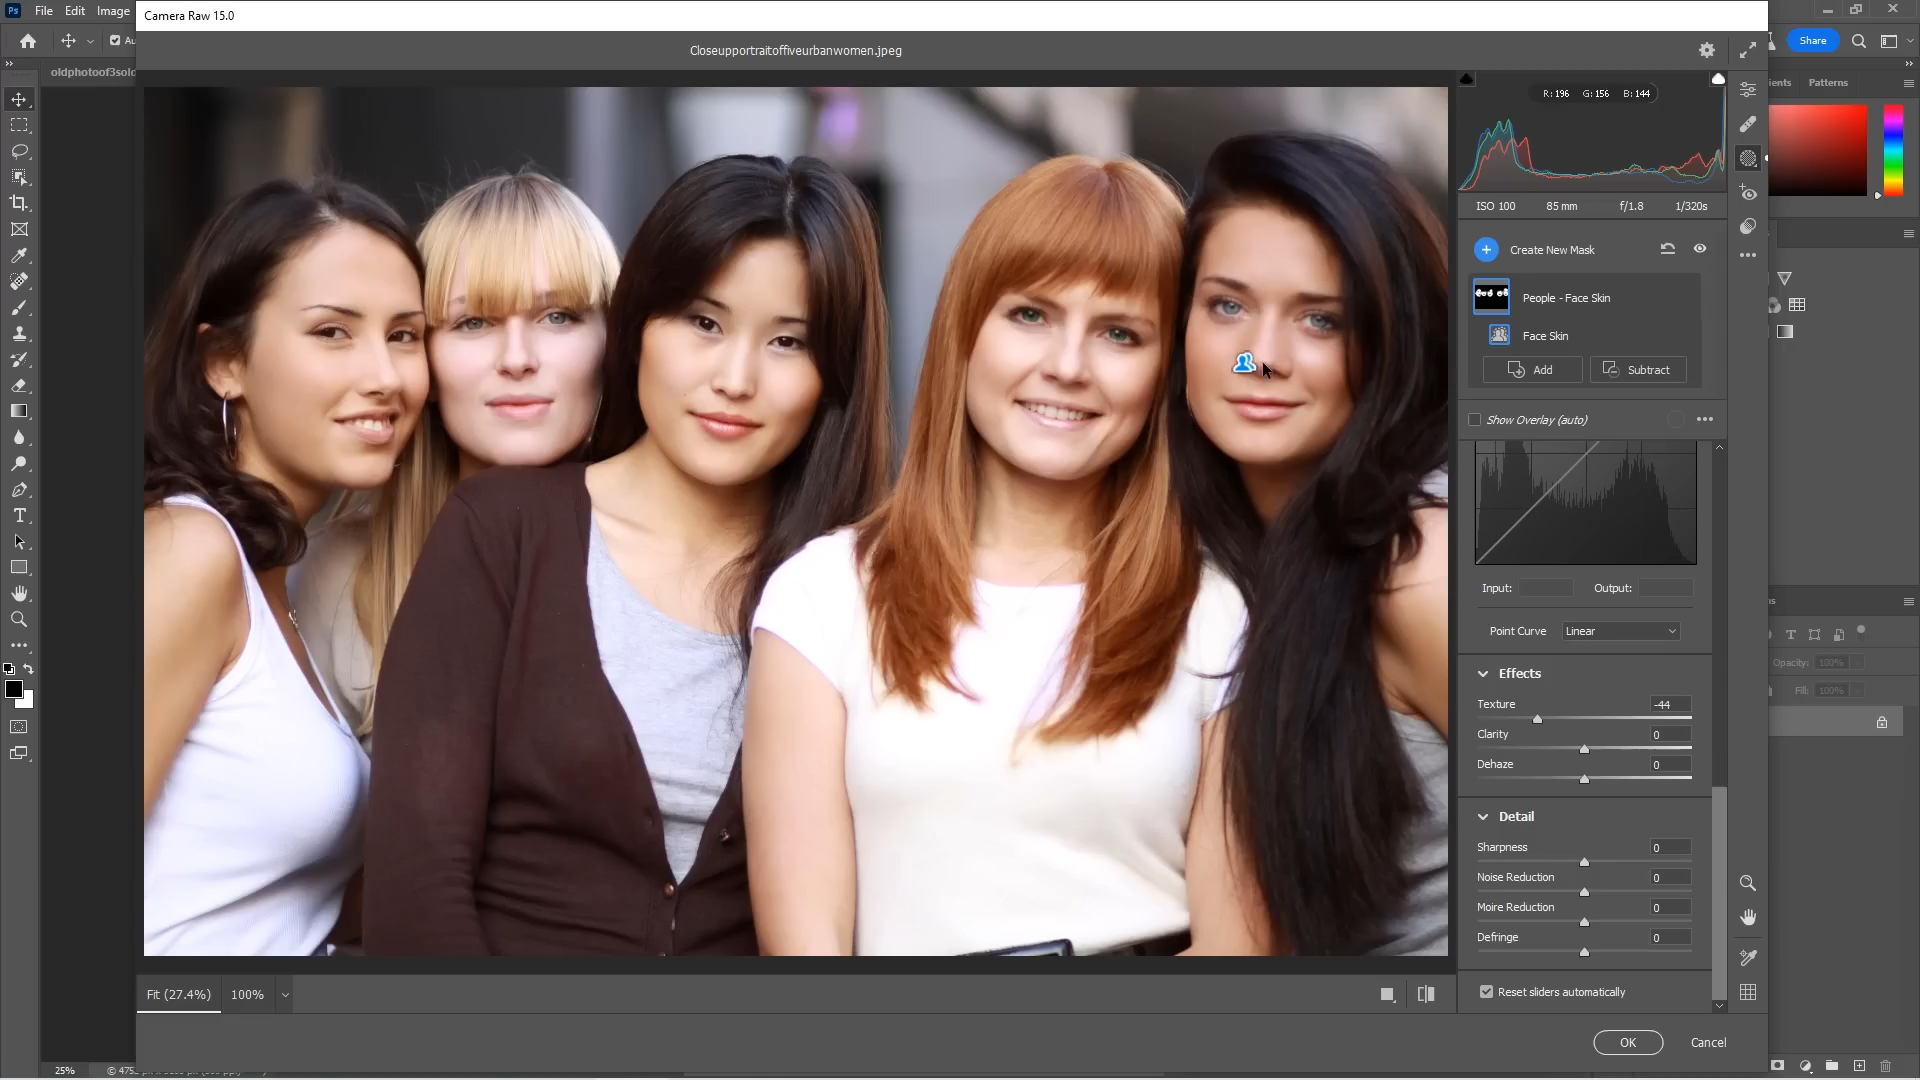 Camera Raw 15.0
Ps File Edit Image
Closeupportraitoffiveurbanwomen.jpeg
Share
oldphotoof3sold
Patterns
R: 196 G: 156 B: 144
ISO 100 85 mm f/1.8 1/320s
Create New Mask
People - Face Skin
Face Skin
Add Subtract
Show Overlay (auto)
Input: Output:
Point Curve Linear
Effects
Texture -44
Clarity 0
Dehaze 0
Detail
Sharpness 0
Noise Reduction 0
Moire Reduction 0
Defringe 0
Reset sliders automatically
Opacity: 100%
Fill: 100%
Fit (27.4%) 100%
OK Cancel
25%